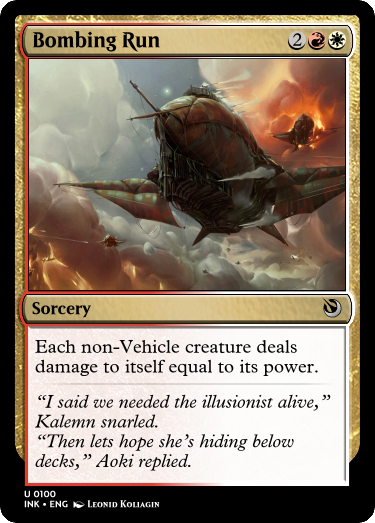 Bombing Run
2
Sorcery
Each non-Vehicle creature deals
damage to itself equal to its power.
“I said we needed the illusionist alive,”
Kalemn snarled.
“Then lets hope she’s hiding below
decks,” Aoki replied.
U 0100
INK • ENG Leonid Koliagin